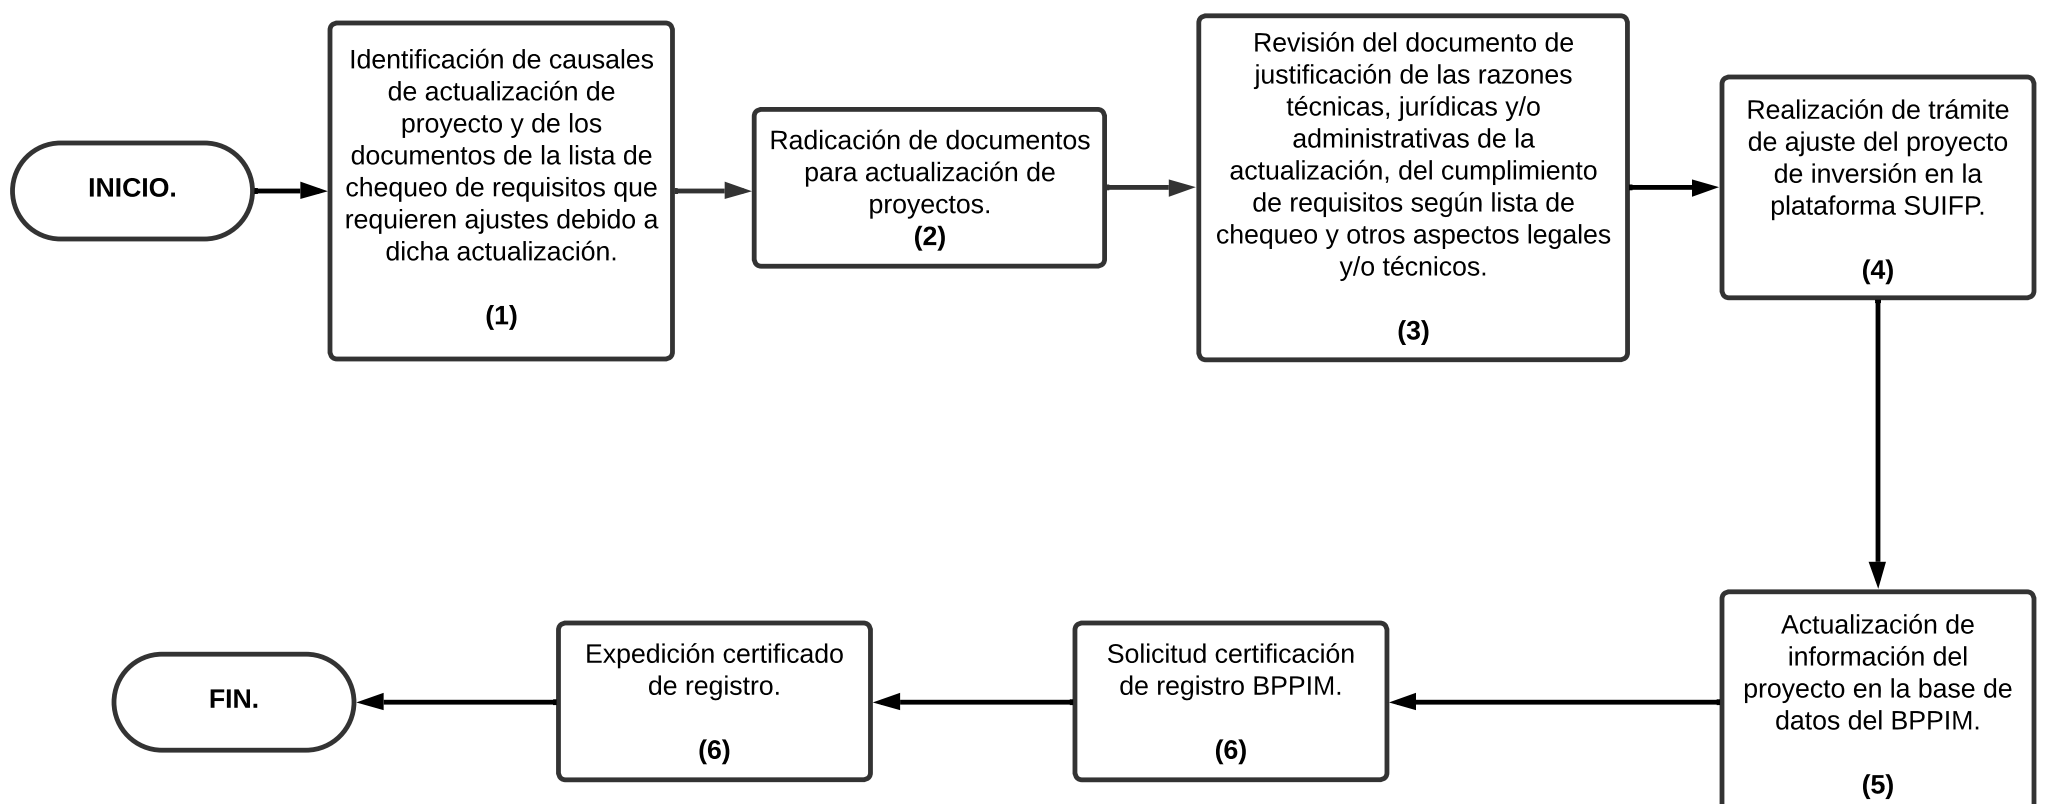 INICIO.
Identificación de causales
de actualización de
proyecto y de los
documentos de la lista de
chequeo de requisitos que
requieren ajustes debido a
dicha actualización.
(1)
Radicación de documentos
para actualización de
proyectos.
(2)
Revisión del documento de
justificación de las razones
técnicas, jurídicas y/o
administrativas de la
actualización, del cumplimiento
de requisitos según lista de
chequeo y otros aspectos legales
y/o técnicos.
(3)
Realización de trámite
de ajuste del proyecto
de inversión en la
plataforma SUIFP.
(4)
Actualización de
información del
proyecto en la base de
datos del BPPIM.
(5)
Solicitud certificación
de registro BPPIM.
(6)
Expedición certificado
de registro.
(6)
FIN.